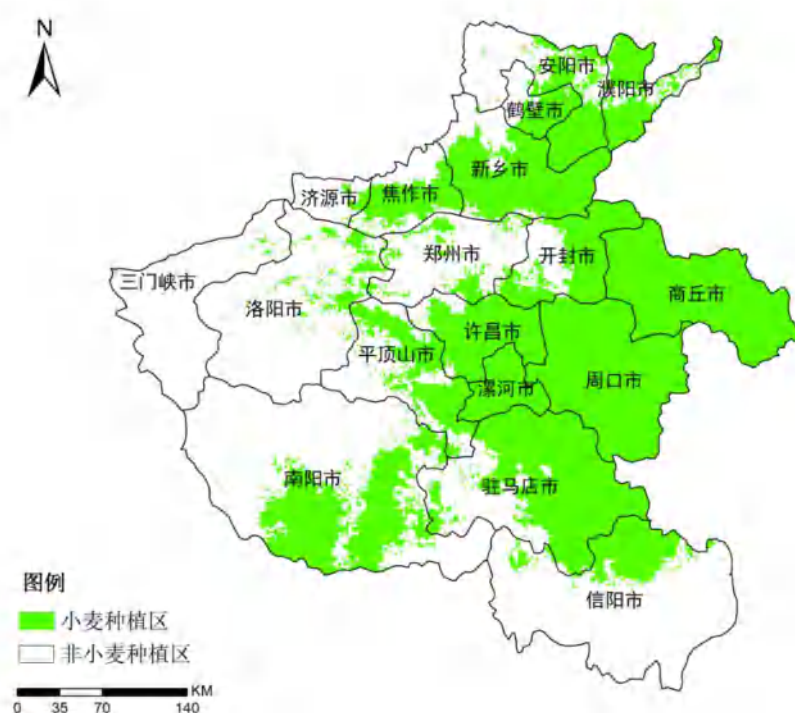 N
安阳市
濮阳市
鹤壁市
新乡市
济源市
焦作市
郑州市
开封市
三门峡市
洛阳市
商丘市
许昌市
平顶山市
周口市
漯河市
南阳市
驻马店市
信阳市
图例
小麦种植区
非小麦种植区
KM
0 35 70 140